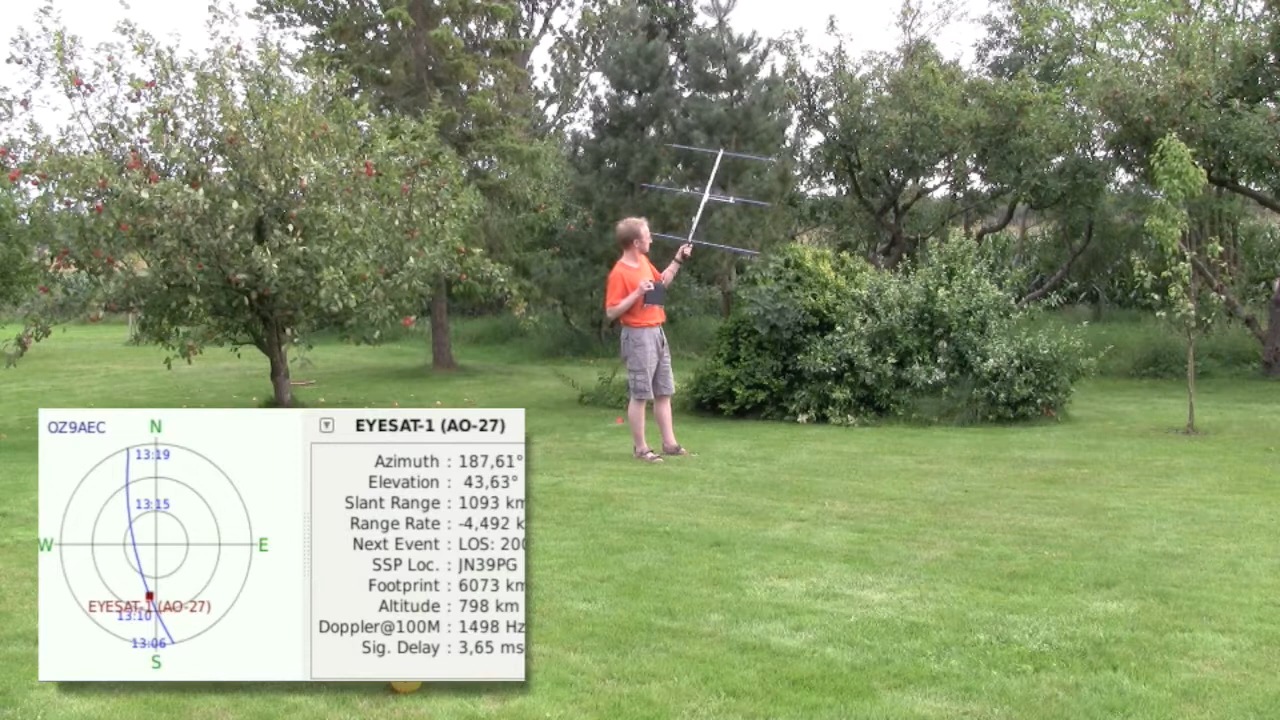 OZ9AEC
N
13:19
13:15
W
E
EYESAT-1 (AO-27)
13:10
13:06
S
EYESAT-1 (AO-27)
Azimuth : 187,61°
Elevation : 43,63°
Slant Range : 1093 km
Range Rate : -4,492 k
Next Event : LOS: 200
SSP Loc. : JN39PG
Footprint : 6073 km
Altitude : 798 km
Doppler@100M : 1498 Hz
Sig. Delay : 3,65 ms